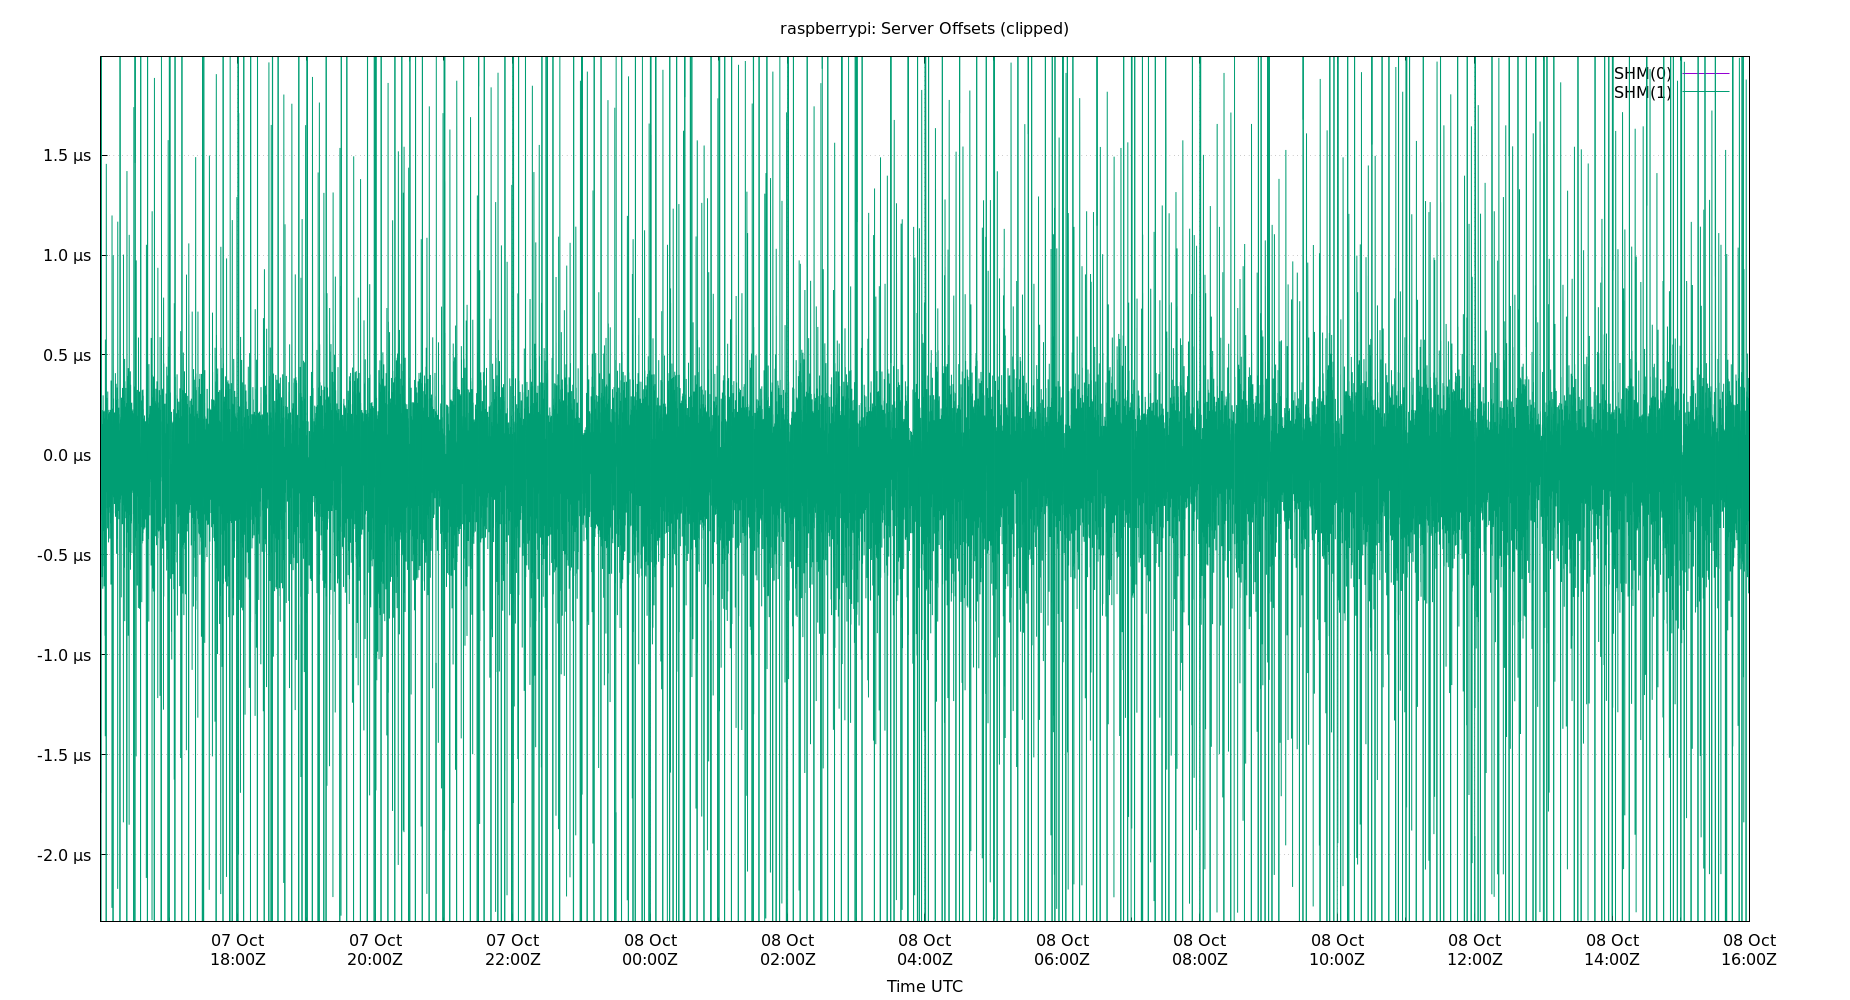 raspberrypi: Server Offsets (clipped)
SHM(0)
SHM(1)
1.5 µs
1.0 µs
0.5 µs
0.0 µs
-0.5 µs
-1.0 µs
-1.5 µs
-2.0 µs
07 Oct 07 Oct 07 Oct 08 Oct 08 Oct 08 Oct 08 Oct 08 Oct 08 Oct 08 Oct 08 Oct 08 Oct
18:00Z 20:00Z 22:00Z 00:00Z 02:00Z 04:00Z 06:00Z 08:00Z 10:00Z 12:00Z 14:00Z 16:00Z
Time UTC